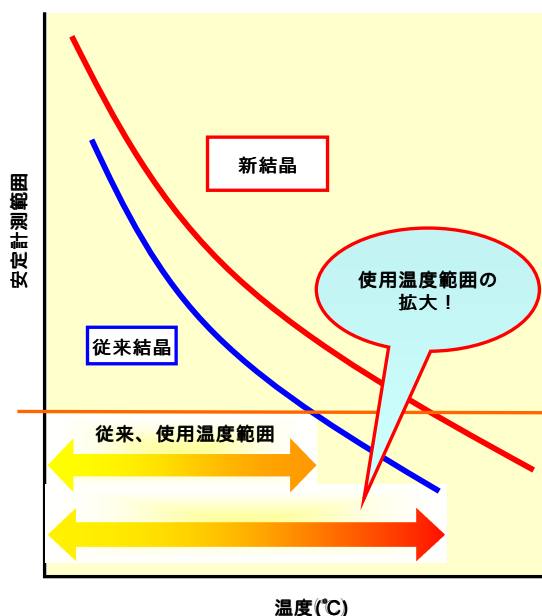 新結晶
使用温度範囲の
拡大！
安定計測範囲
従来結晶
従来、使用温度範囲
温度(℃)